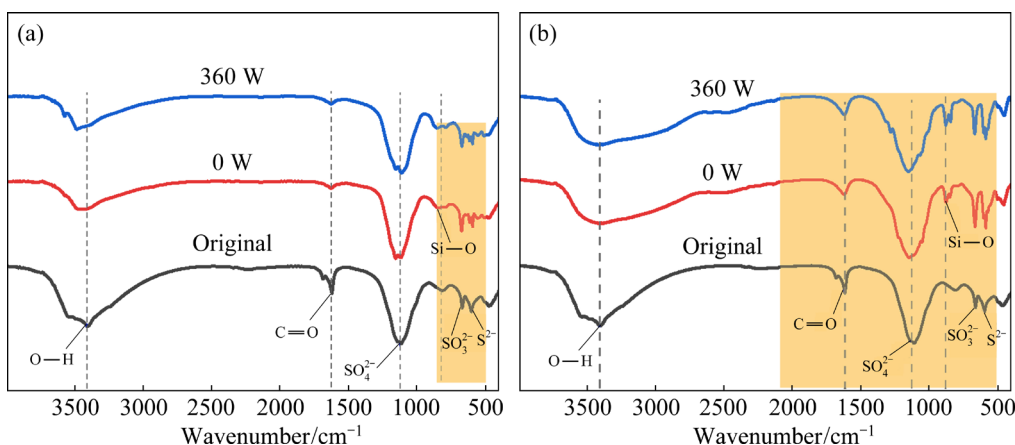 (a)
360 W
0 W
Si—O
Original
C=O
O—H
SO₄²⁻
SO₃²⁻
S²⁻
3500 3000 2500 2000 1500 1000 500
Wavenumber/cm⁻¹
(b)
360 W
0 W
Si—O
Original
C=O
O—H
SO₄²⁻
SO₃²⁻
S²⁻
3500 3000 2500 2000 1500 1000 500
Wavenumber/cm⁻¹